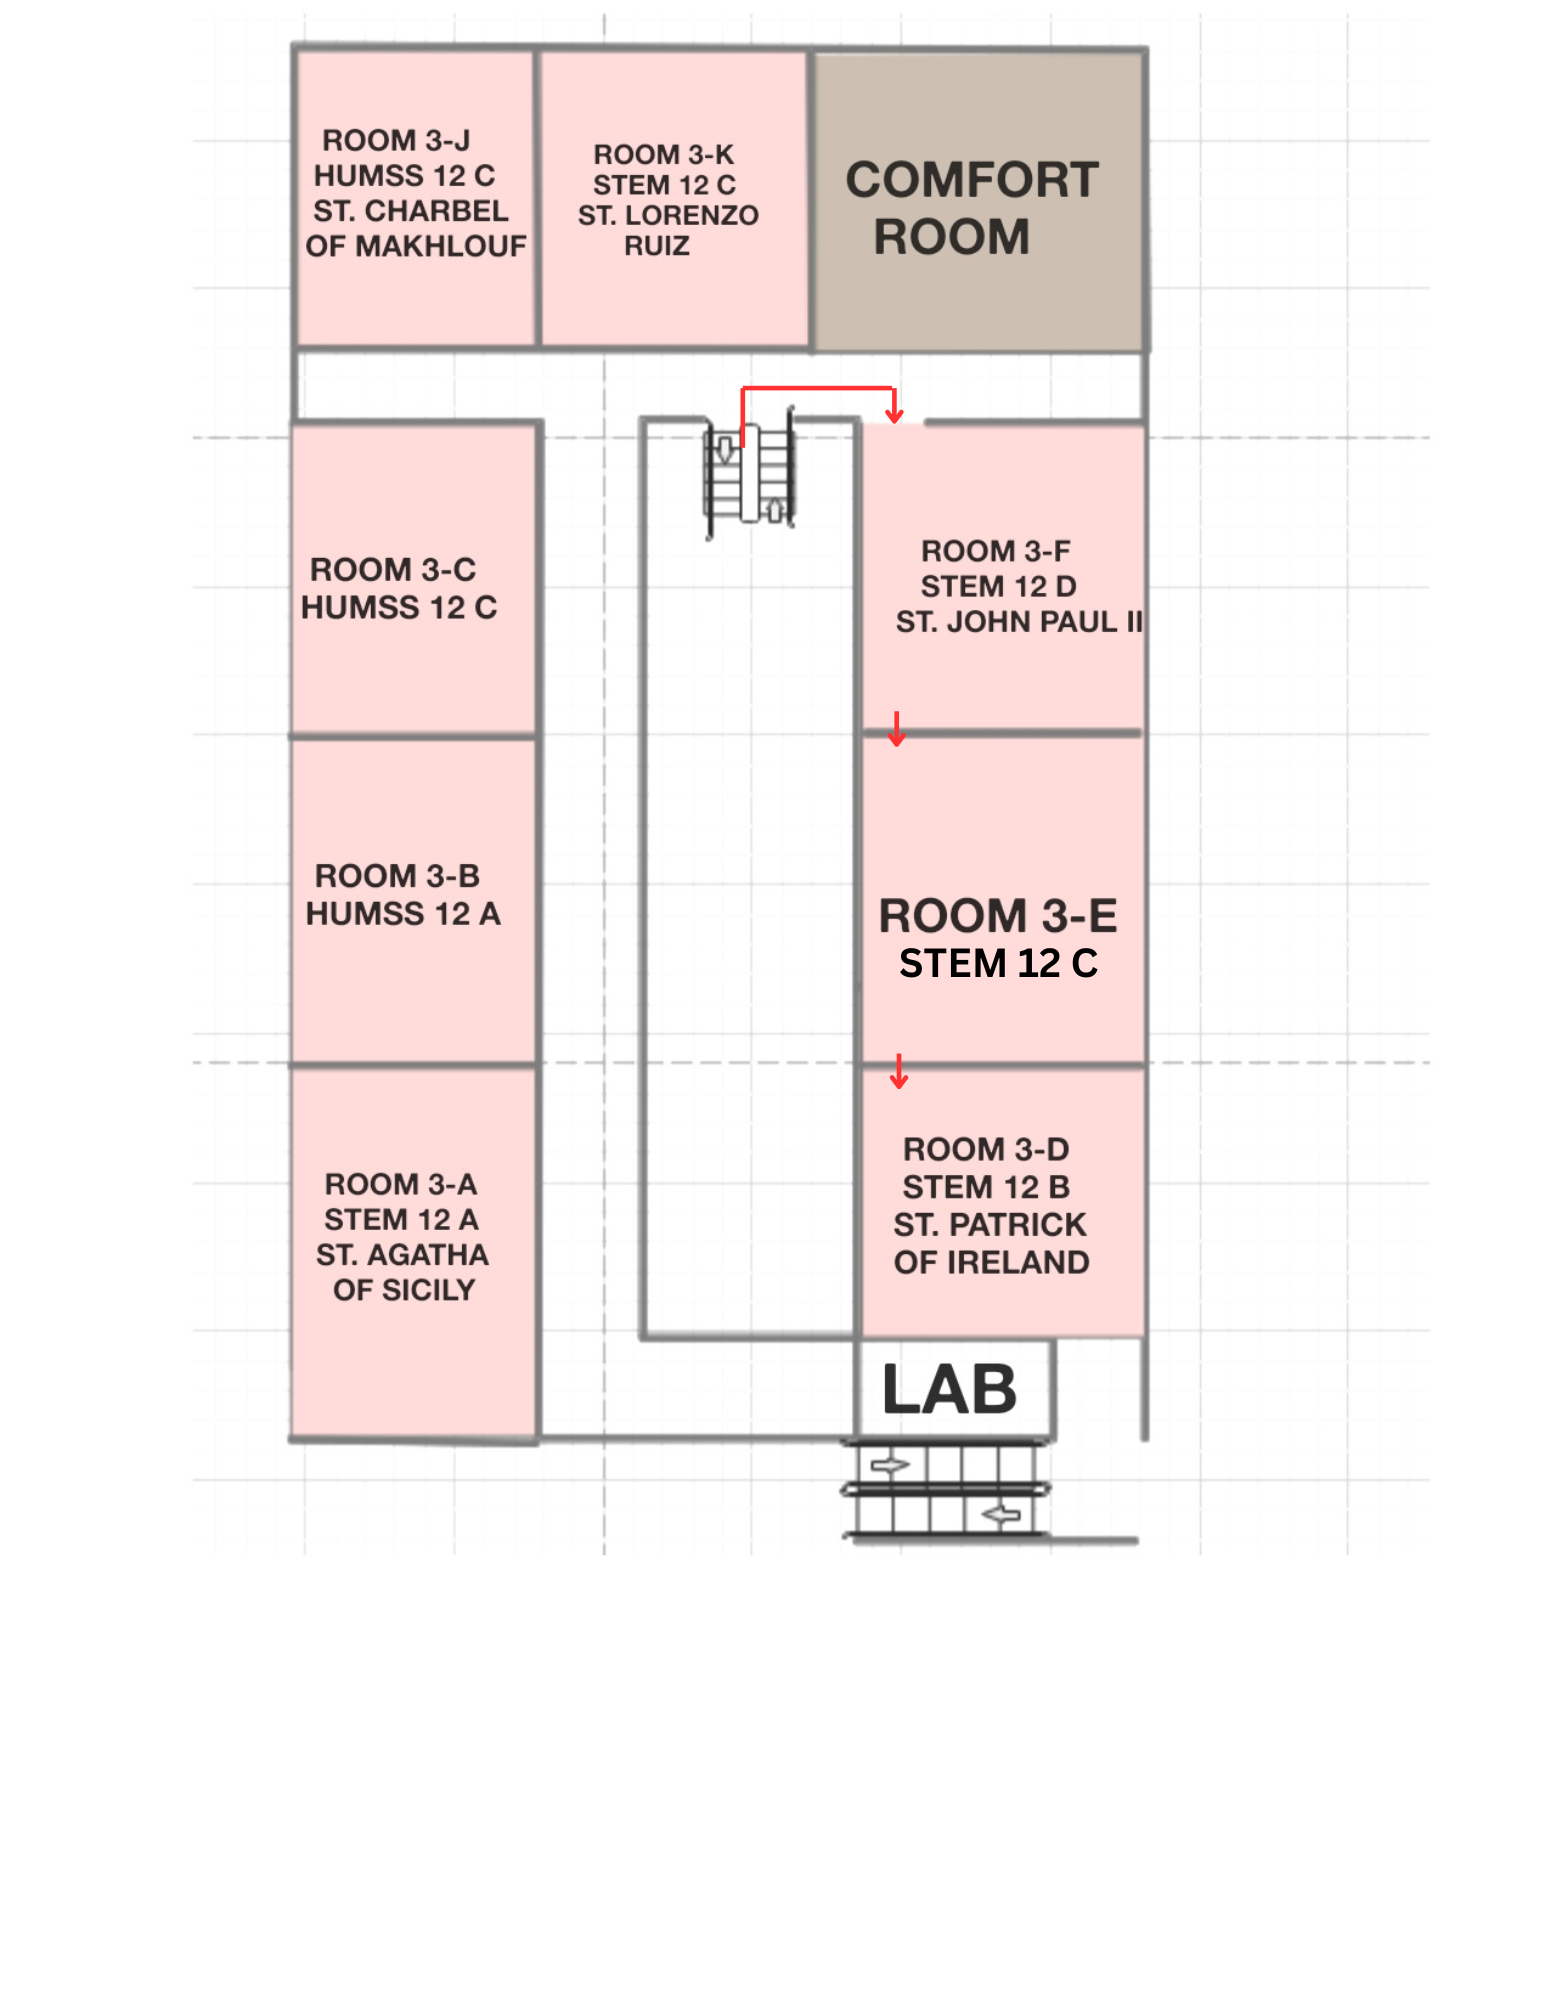 ROOM 3-J
HUMSS 12 C
ST. CHARBEL
OF MAKHLOUF
ROOM 3-K
STEM 12 C
ST. LORENZO
RUIZ
COMFORT
ROOM
ROOM 3-C
HUMSS 12 C
ROOM 3-F
STEM 12 D
ST. JOHN PAUL II
ROOM 3-B
HUMSS 12 A
ROOM 3-E
STEM 12 C
ROOM 3-A
STEM 12 A
ST. AGATHA
OF SICILY
ROOM 3-D
STEM 12 B
ST. PATRICK
OF IRELAND
LAB